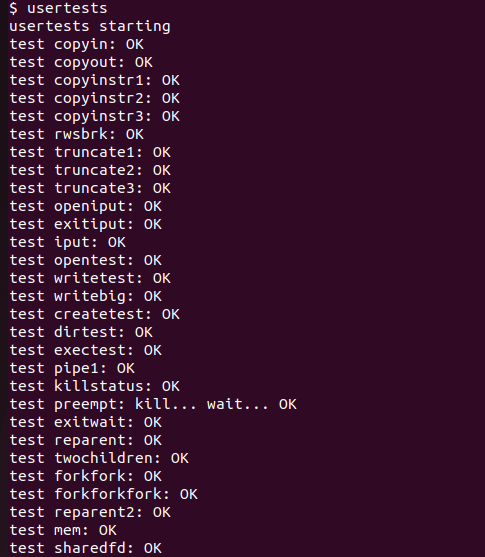 $ usertests
usertests starting
test copyin: OK
test copyout: OK
test copyinstr1: OK
test copyinstr2: OK
test copyinstr3: OK
test rwsbrk: OK
test truncate1: OK
test truncate2: OK
test truncate3: OK
test openiput: OK
test exitiput: OK
test iput: OK
test opentest: OK
test writetest: OK
test writebig: OK
test createtest: OK
test dirtest: OK
test exectest: OK
test pipe1: OK
test killstatus: OK
test preempt: kill... wait... OK
test exitwait: OK
test reparent: OK
test twochildren: OK
test forkfork: OK
test forkforkfork: OK
test reparent2: OK
test mem: OK
test sharedfd: OK